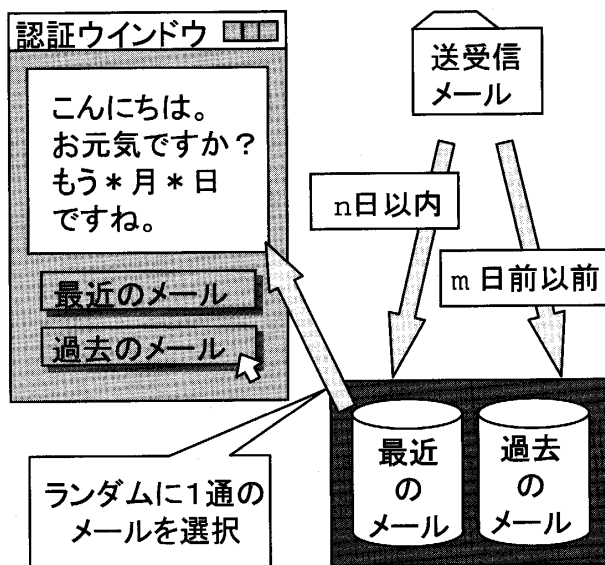 認証ウインドウ
こんにちは。
お元気ですか？
もう＊月＊日
ですね。
最近のメール
過去のメール
送受信
メール
n日以内
m日前以前
最近
の
メール
過去
の
メール
ランダムに1通の
メールを選択